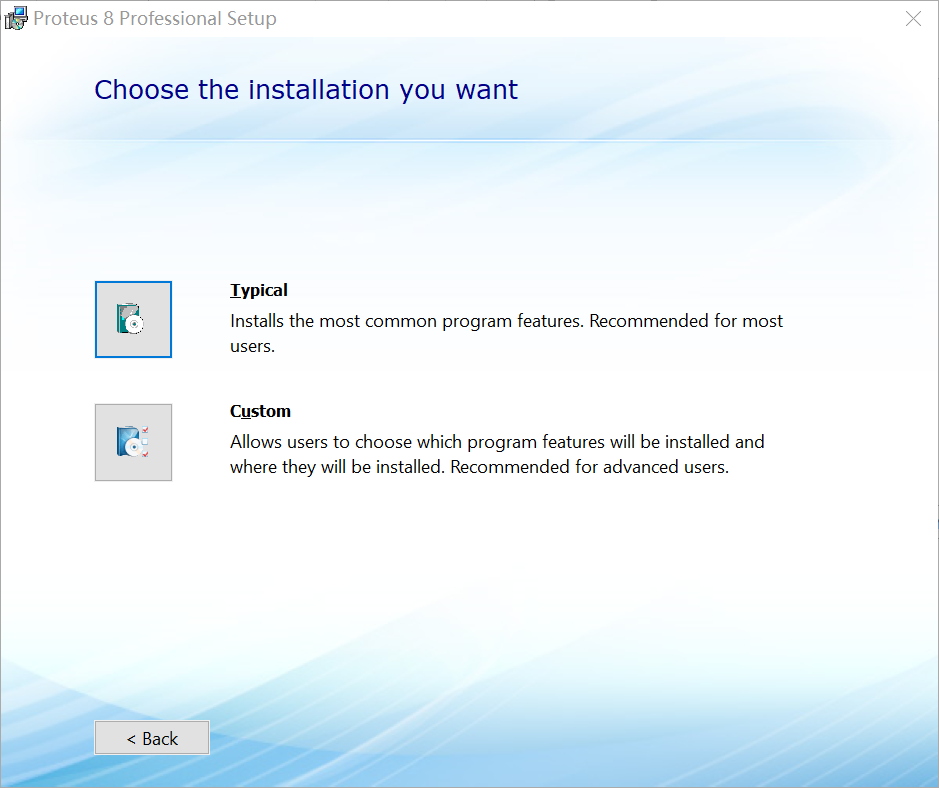 Proteus 8 Professional Setup
Choose the installation you want
Typical
Installs the most common program features. Recommended for most
users.
Custom
Allows users to choose which program features will be installed and
where they will be installed. Recommended for advanced users.
< Back